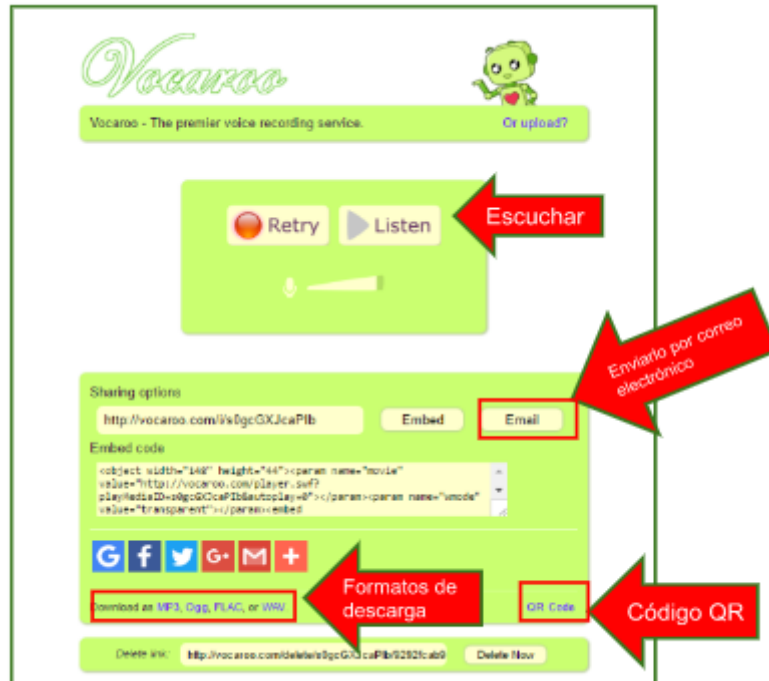 Vocaroo
Vocaroo - The premier voice recording service.
Or upload?
Retry
Listen
Escuchar
Enviarlo por correo
electrónico
Sharing options
http://vocaroo.com/i/s0gcGXJcaPIb
Embed
Email
Embed code
<object width="148" height="44"><param name="movie"
value="http://vocaroo.com/player.swf?
playMediaID=s0gcGXJcaPIb&autoplay=0"></param><param name="wmode"
value="transparent"></param><embed
G f G+ M +
Formatos de
descarga
Download as MP3, Ogg, FLAC, or WAV
QR Code
Código QR
Delete link:
Delete Now